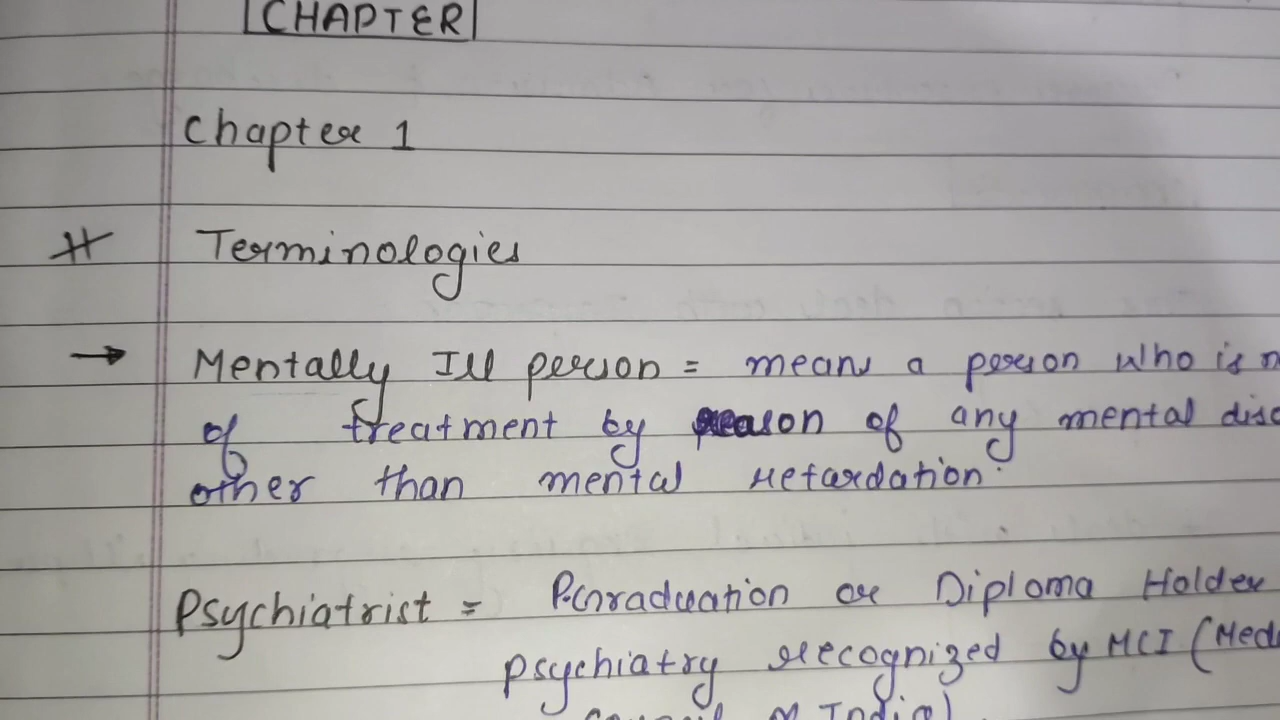 CHAPTER
Chapter 1
Terminologies
→ Mentally Ill person = means a person who is
of treatment by reason of any mental
other than mental retardation.
Psychiatrist = P.Graduation or Diploma Holder
psychiatry recognized by MCI (
India)